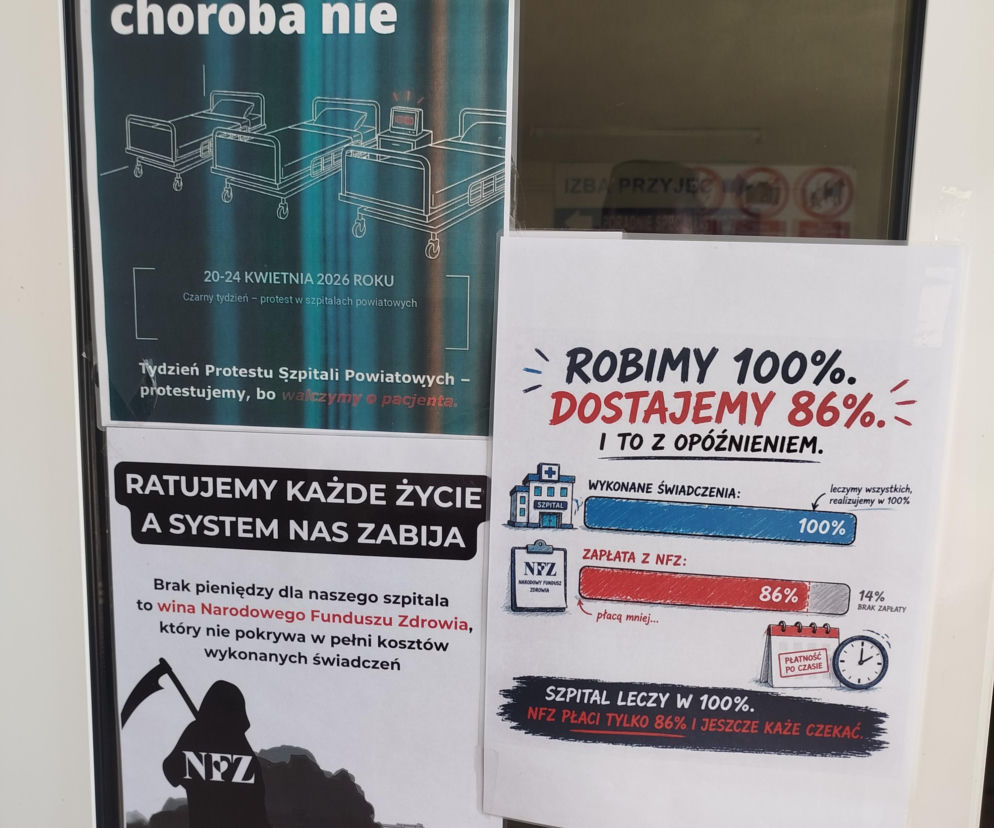 choroba nie
20-24 KWIETNIA 2026 ROKU
Czarny tydzień – protest w szpitalach powiatowych
Tydzień Protestu Szpitali Powiatowych –
protestujemy, bo walczymy o pacjenta.
RATUJEMY KAŻDE ŻYCIE
A SYSTEM NAS ZABIJA
Brak pieniędzy dla naszego szpitala
to wina Narodowego Funduszu Zdrowia,
który nie pokrywa w pełni kosztów
wykonanych świadczeń
NFZ
IZBA PRZYJĘĆ
ROBIMY 100%.
DOSTAJEMY 86%.
I TO Z OPÓŹNIENIEM.
WYKONANE ŚWIADCZENIA:
leczymy wszystkich,
realizujemy w 100%
SZPITAL
100%
ZAPŁATA Z NFZ:
NFZ
NARODOWY FUNDUSZ
ZDROWIA
86%
14%
BRAK ZAPŁATY
płacą mniej...
PŁATNOŚĆ
PO CZASIE
SZPITAL LECZY W 100%.
NFZ PŁACI TYLKO 86% I JESZCZE KAŻE CZEKAĆ.